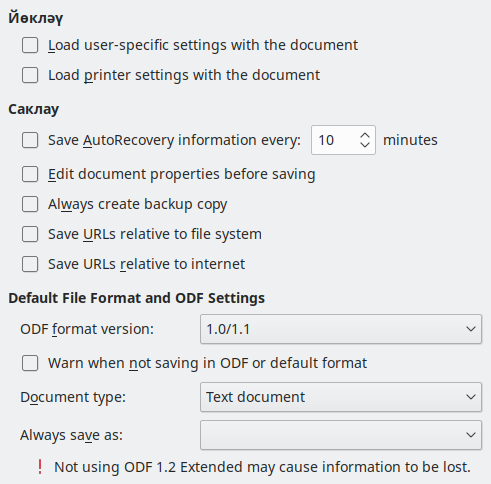 Йөкләү
Load user-specific settings with the document
Load printer settings with the document
Саклау
Save AutoRecovery information every: 10 minutes
Edit document properties before saving
Always create backup copy
Save URLs relative to file system
Save URLs relative to internet
Default File Format and ODF Settings
ODF format version: 1.0/1.1
Warn when not saving in ODF or default format
Document type: Text document
Always save as:
! Not using ODF 1.2 Extended may cause information to be lost.